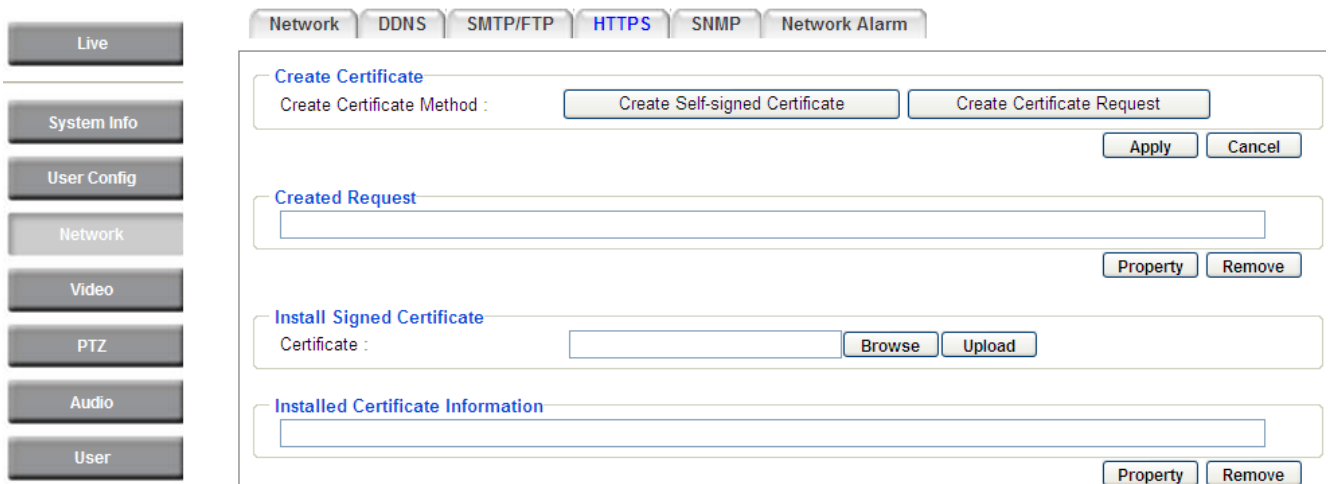 Live
System Info
User Config
Network
Video
PTZ
Audio
User
Network DDNS SMTP/FTP HTTPS SNMP Network Alarm
Create Certificate
Create Certificate Method : Create Self-signed Certificate Create Certificate Request
Apply Cancel
Created Request
Property Remove
Install Signed Certificate
Certificate : Browse Upload
Installed Certificate Information
Property Remove